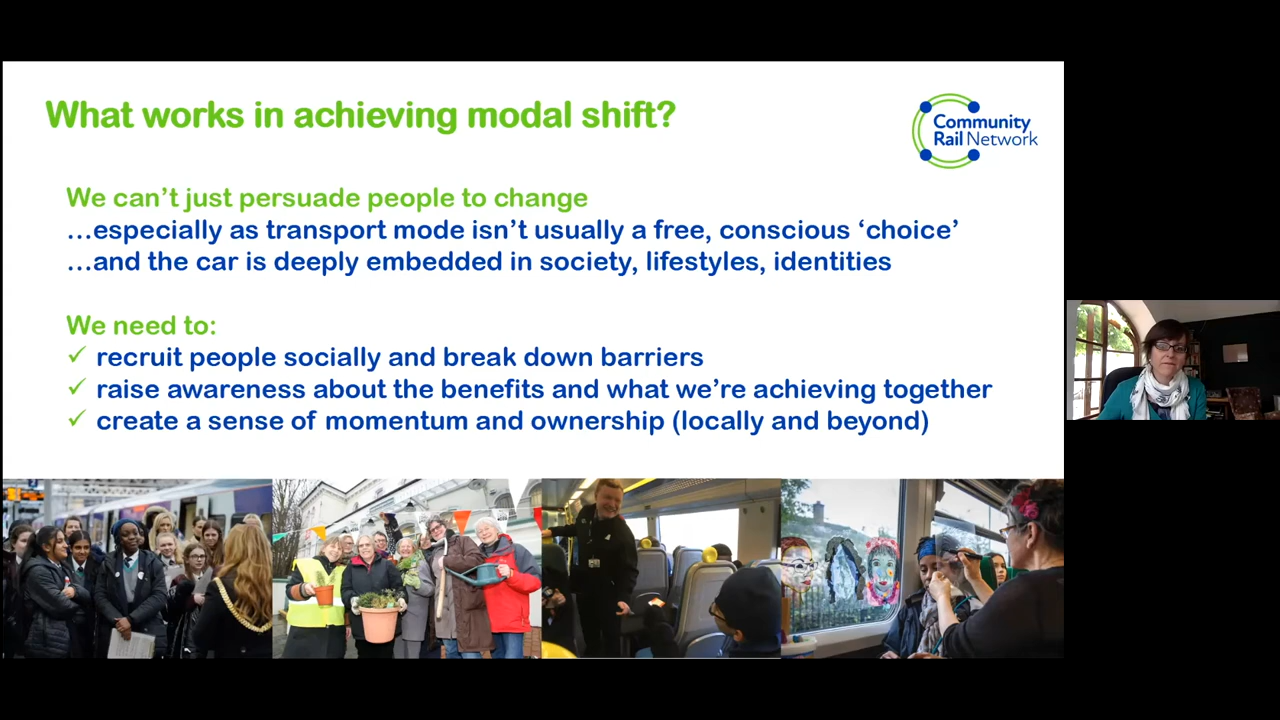 What works in achieving modal shift?
Community
Rail Network
We can’t just persuade people to change
…especially as transport mode isn’t usually a free, conscious ‘choice’
…and the car is deeply embedded in society, lifestyles, identities
We need to:
✓ recruit people socially and break down barriers
✓ raise awareness about the benefits and what we’re achieving together
✓ create a sense of momentum and ownership (locally and beyond)